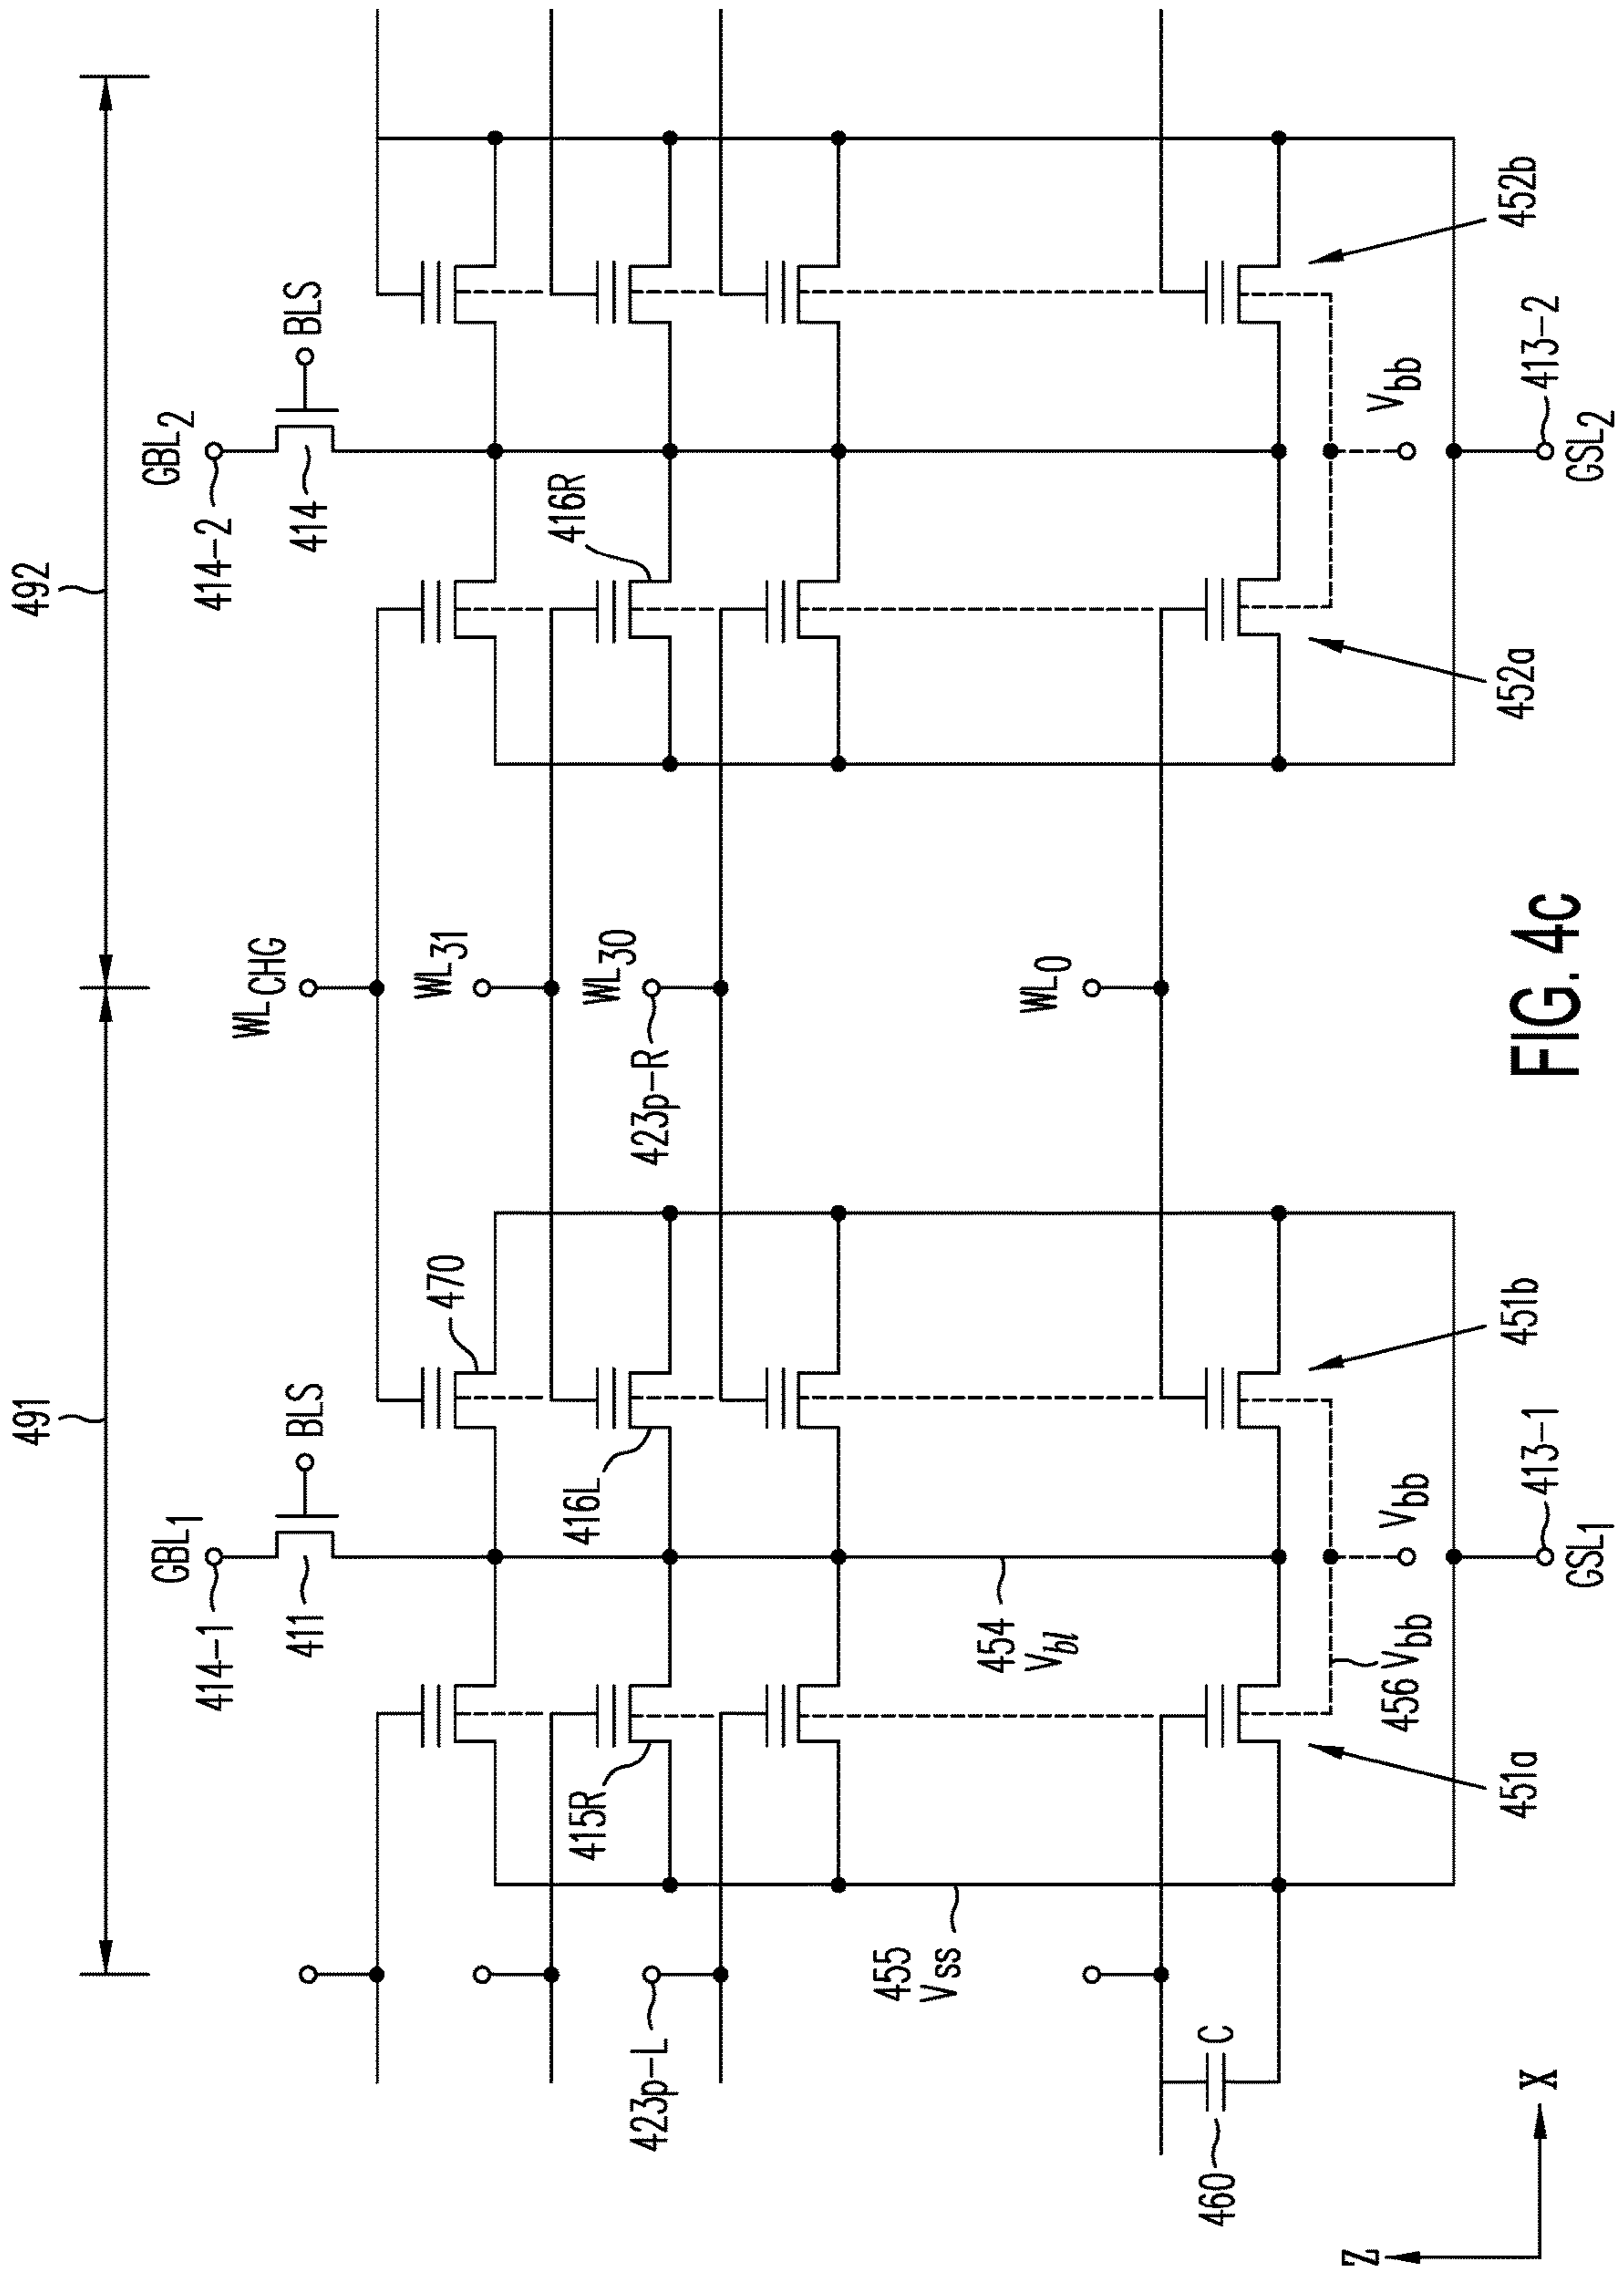 491
492
GBL1
414-1
411
BLS
GBL2
414-2
414
BLS
WLCHG
470
WL31
415R
416L
416R
WL30
423p-L
423p-R
455
Vss
454
Vbl
WL0
460
C
456 Vbb
Vbb
Vbb
451a
451b
452a
452b
413-1
GSL1
413-2
GSL2
Z
X
FIG. 4c